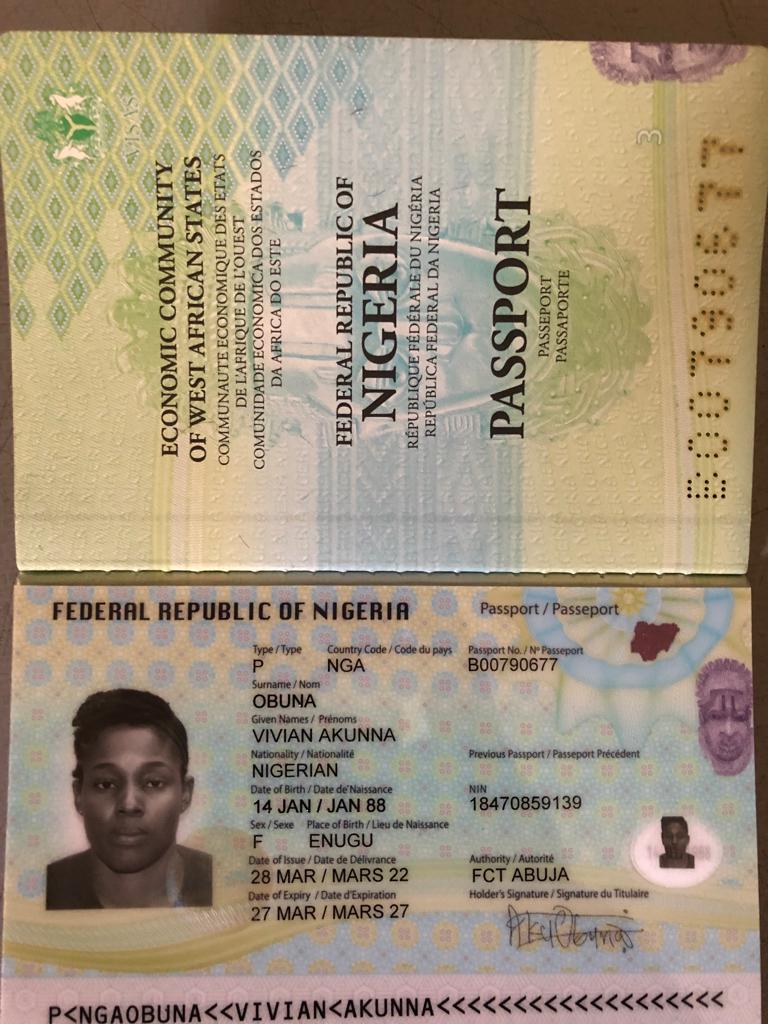 VISAS
ECONOMIC COMMUNITY
OF WEST AFRICAN STATES
COMMUNAUTE ECONOMIQUE DES ETATS
DE L'AFRIQUE DE L'OUEST
COMUNIDADE ECONOMICA DOS ESTADOS
DA AFRICA DO ESTE
FEDERAL REPUBLIC OF
NIGERIA
RÉPUBLIQUE FÉDÉRALE DU NIGÉRIA
REPÚBLICA FEDERAL DA NIGERIA
PASSPORT
PASSEPORT
PASSAPORTE
3
B00790677
FEDERAL REPUBLIC OF NIGERIA
Passport / Passeport
Type / Type Country Code / Code du pays Passport No. / Nº Passeport
P NGA B00790677
Surname / Nom
OBUNA
Given Names / Prénoms
VIVIAN AKUNNA
Nationality / Nationalité Previous Passport / Passeport Précédent
NIGERIAN
Date of Birth / Date de Naissance NIN
14 JAN / JAN 88 18470859139
Sex / Sexe Place of Birth / Lieu de Naissance
F ENUGU
Date of Issue / Date de Délivrance Authority / Autorité
28 MAR / MARS 22 FCT ABUJA
Date of Expiry / Date d'Expiration Holder's Signature / Signature du Titulaire
27 MAR / MARS 27
P<NGAOBUNA<<VIVIAN<AKUNNA<<<<<<<<<<<<<<<<<<<